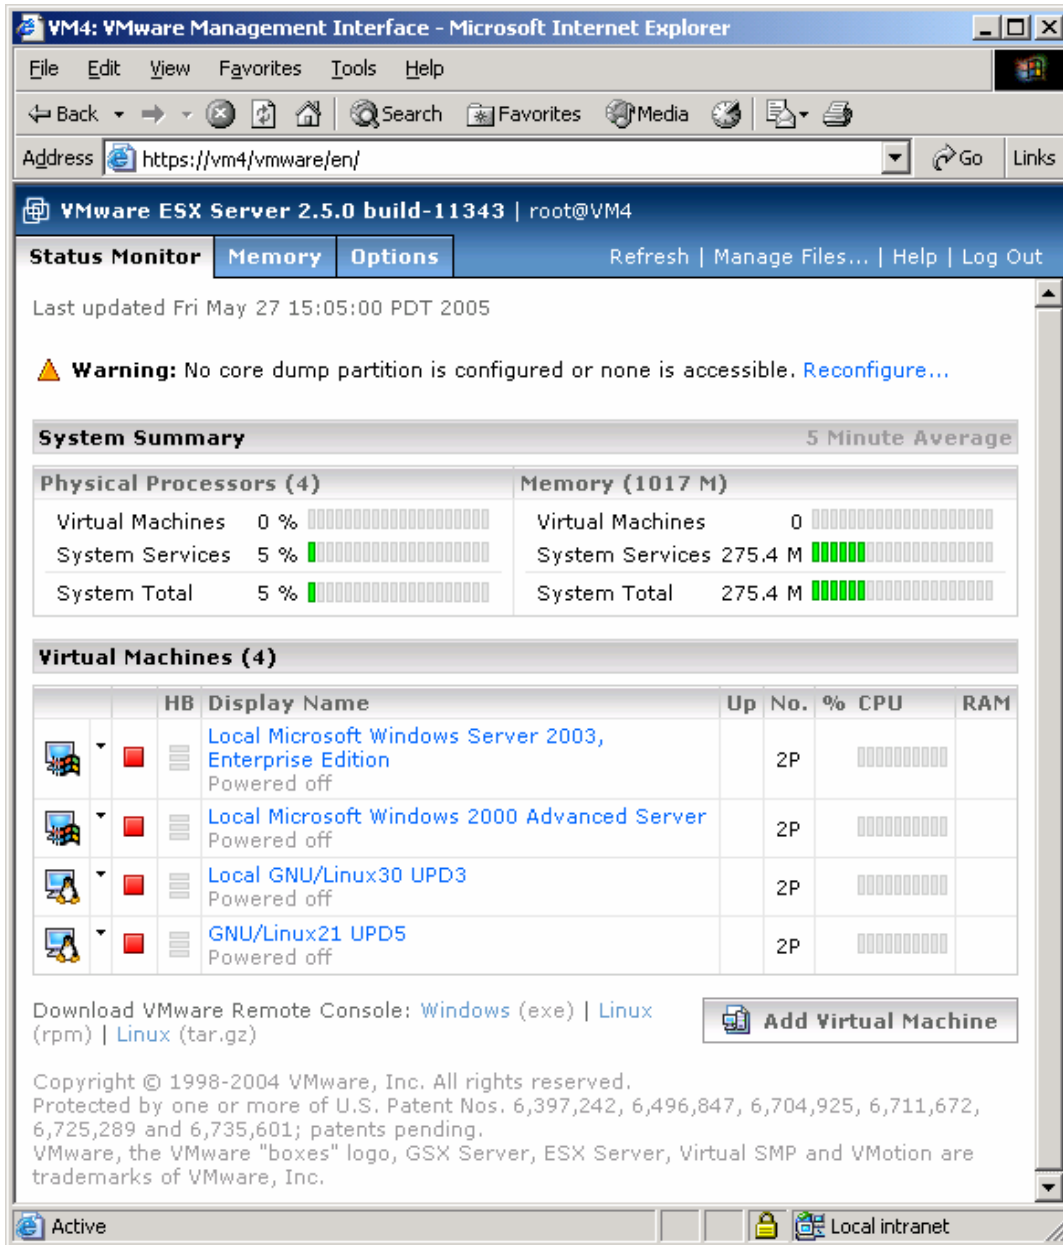 VM4: VMware Management Interface - Microsoft Internet Explorer
File Edit View Favorites Tools Help
Back Search Favorites Media
Address https://vm4/vmware/en/ Go Links
VMware ESX Server 2.5.0 build-11343 | root@VM4
Status Monitor Memory Options Refresh | Manage Files... | Help | Log Out
Last updated Fri May 27 15:05:00 PDT 2005
Warning: No core dump partition is configured or none is accessible. Reconfigure...
System Summary 5 Minute Average
Physical Processors (4) Memory (1017 M)
Virtual Machines 0 % Virtual Machines 0
System Services 5 % System Services 275.4 M
System Total 5 % System Total 275.4 M
Virtual Machines (4)
HB Display Name Up No. % CPU RAM
Local Microsoft Windows Server 2003,
Enterprise Edition 2P
Powered off
Local Microsoft Windows 2000 Advanced Server 2P
Powered off
Local GNU/Linux30 UPD3 2P
Powered off
GNU/Linux21 UPD5 2P
Powered off
Download VMware Remote Console: Windows (exe) | Linux
(rpm) | Linux (tar.gz)
Add Virtual Machine
Copyright © 1998-2004 VMware, Inc. All rights reserved.
Protected by one or more of U.S. Patent Nos. 6,397,242, 6,496,847, 6,704,925, 6,711,672,
6,725,289 and 6,735,601; patents pending.
VMware, the VMware "boxes" logo, GSX Server, ESX Server, Virtual SMP and VMotion are
trademarks of VMware, Inc.
Active Local intranet